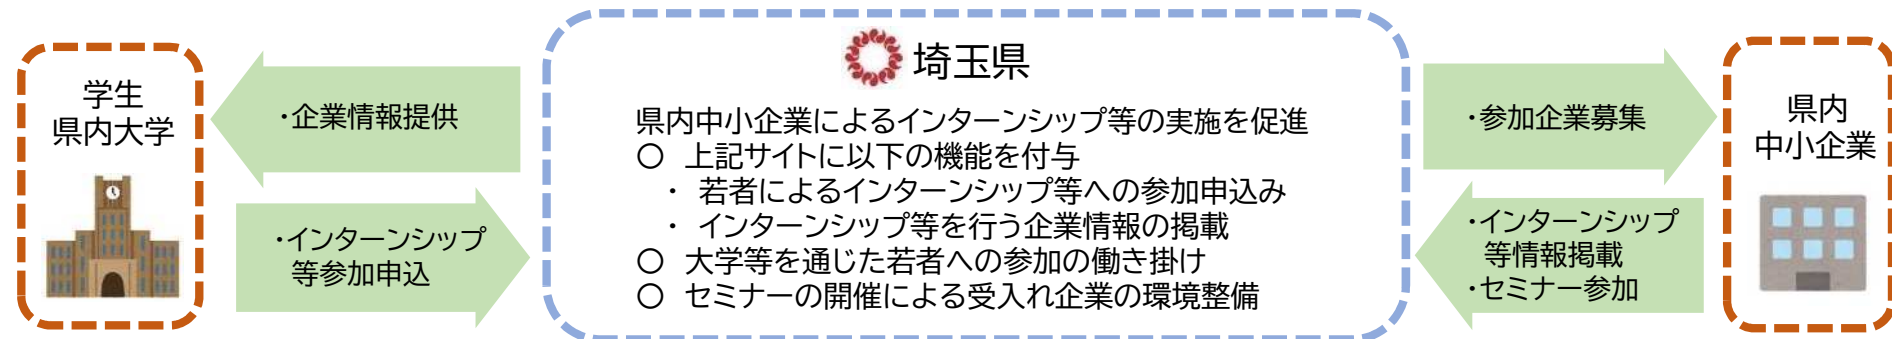 学生
県内大学
・企業情報提供
・インターンシップ
等参加申込
埼玉県
県内中小企業によるインターンシップ等の実施を促進
〇 上記サイトに以下の機能を付与
・ 若者によるインターンシップ等への参加申込み
・ インターンシップ等を行う企業情報の掲載
〇 大学等を通じた若者への参加の働き掛け
〇 セミナーの開催による受入れ企業の環境整備
・参加企業募集
・インターンシップ
等情報掲載
・セミナー参加
県内
中小企業